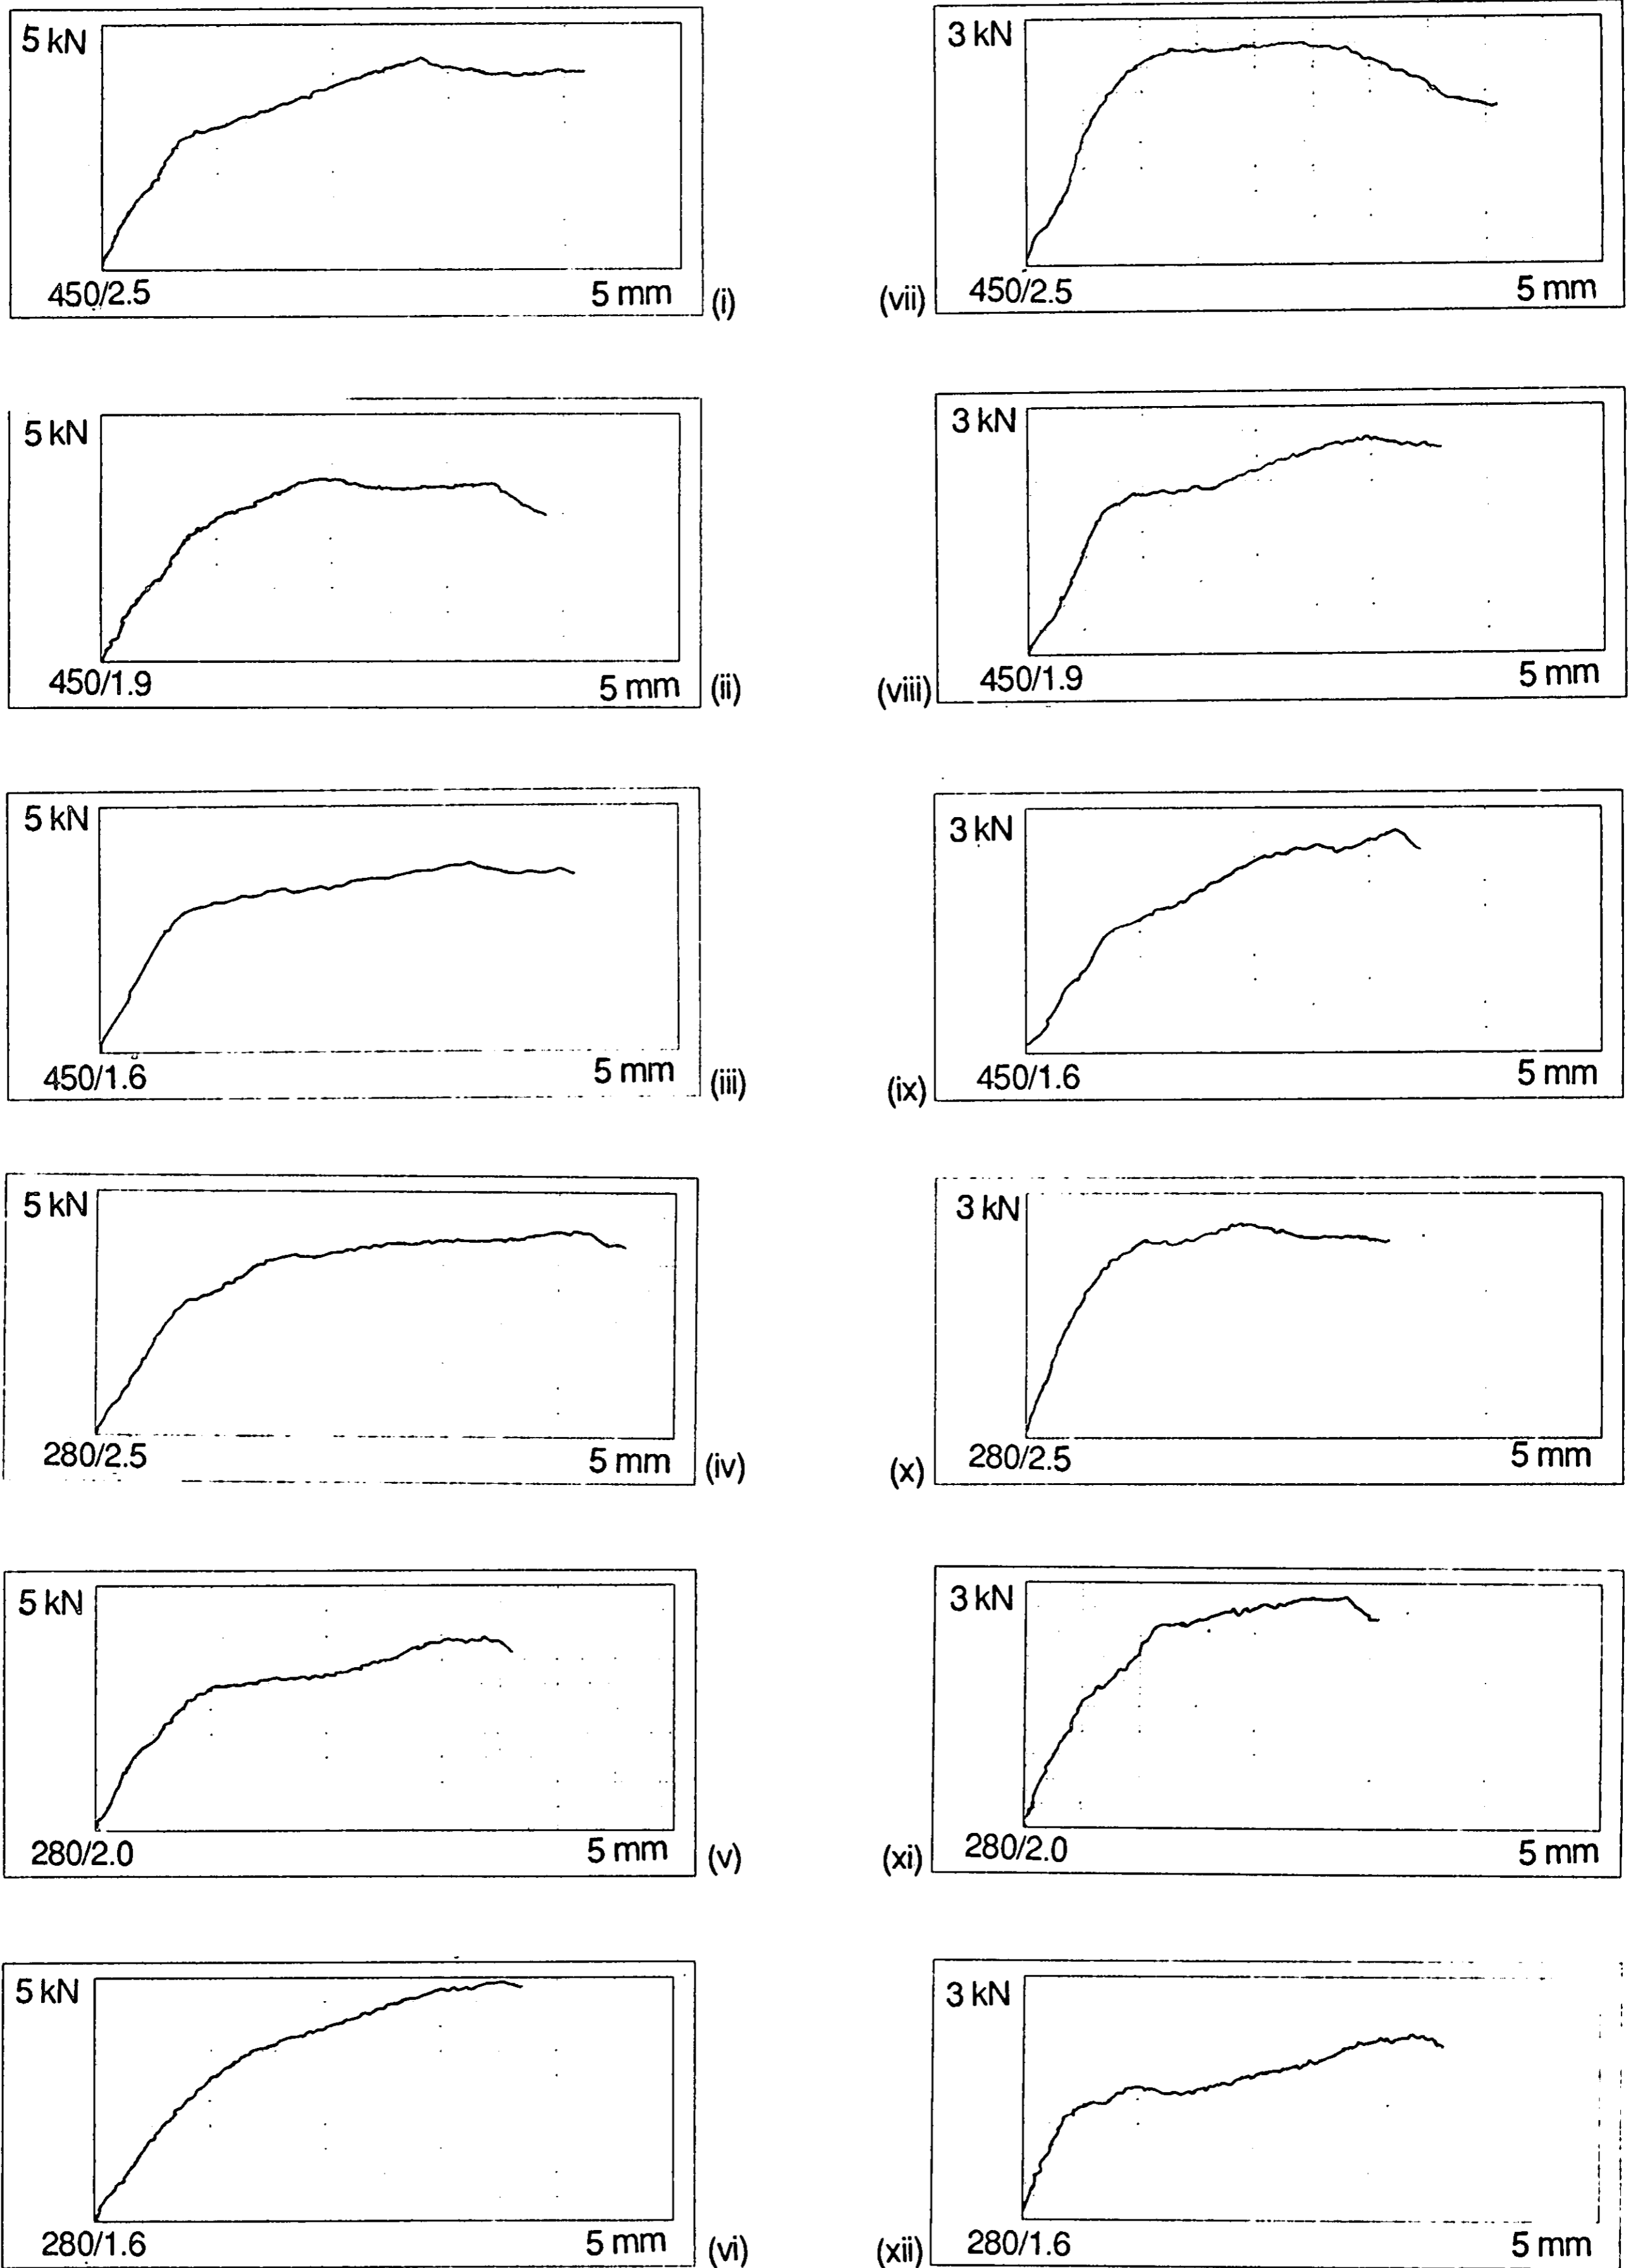 5 kN
450/2.5 5 mm (i)
3 kN
(vii) 450/2.5 5 mm
5 kN
450/1.9 5 mm (ii)
3 kN
(viii) 450/1.9 5 mm
5 kN
450/1.6 5 mm (iii)
3 kN
(ix) 450/1.6 5 mm
5 kN
280/2.5 5 mm (iv)
3 kN
(x) 280/2.5 5 mm
5 kN
280/2.0 5 mm (v)
3 kN
(xi) 280/2.0 5 mm
5 kN
280/1.6 5 mm (vi)
3 kN
(xii) 280/1.6 5 mm